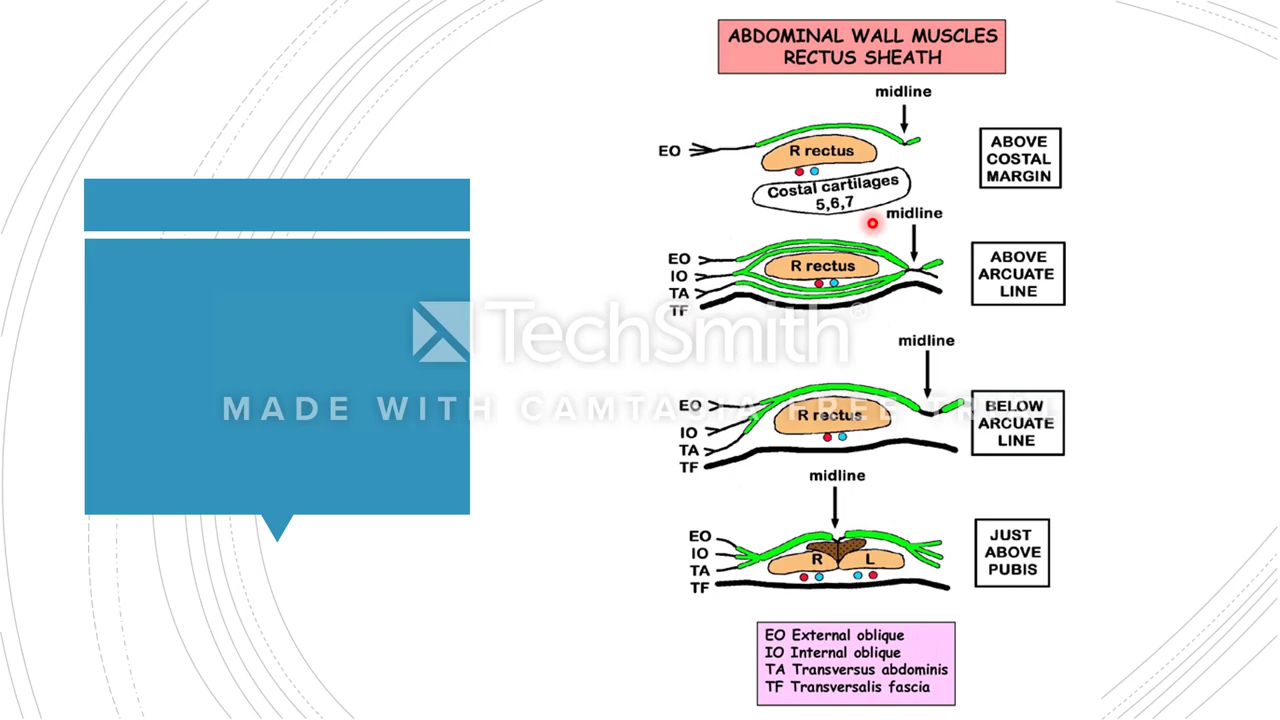 ABDOMINAL WALL MUSCLES
RECTUS SHEATH
midline
EO
R rectus
ABOVE
COSTAL
MARGIN
Costal cartilages
5,6,7
midline
EO
IO
TA
TF
R rectus
ABOVE
ARCUATE
LINE
TechSmith®
MADE WITH CAMTASIA FREE TRIAL
midline
EO
IO
TA
TF
R rectus
BELOW
ARCUATE
LINE
midline
EO
IO
TA
TF
R
L
JUST
ABOVE
PUBIS
EO External oblique
IO Internal oblique
TA Transversus abdominis
TF Transversalis fascia